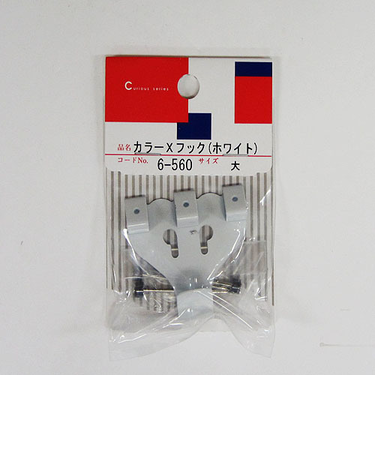 Curious series
品名 カラーXフック(ホワイト)
コードNo. 6-560 サイズ 大